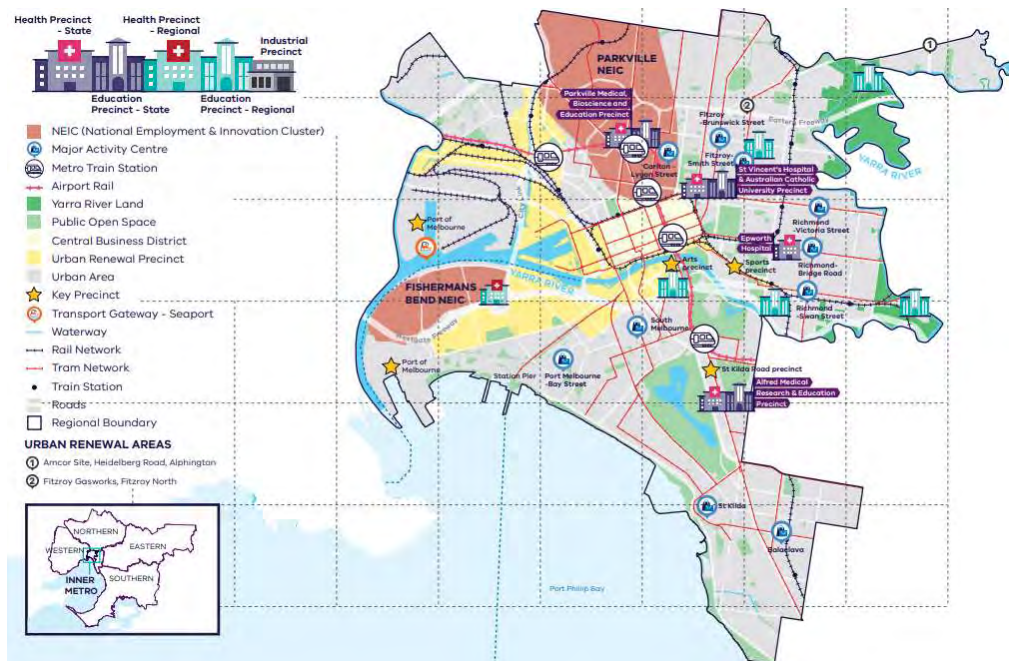 Health Precinct
- State
Health Precinct
- Regional
Industrial
Precinct
Education
Precinct - State
Education
Precinct - Regional
NEIC (National Employment & Innovation Cluster)
Major Activity Centre
Metro Train Station
Airport Rail
Yarra River Land
Public Open Space
Central Business District
Urban Renewal Precinct
Urban Area
Key Precinct
Transport Gateway - Seaport
Waterway
Rail Network
Tram Network
Train Station
Roads
Regional Boundary
URBAN RENEWAL AREAS
1 Amcor Site, Heidelberg Road, Alphington
2 Fitzroy Gasworks, Fitzroy North
NORTHERN
WESTERN
EASTERN
SOUTHERN
INNER
METRO
1
PARKVILLE
NEIC
Parkville Medical,
Bioscience and
Education Precinct
2
Fitzroy
-Brunswick Street
Eastern Freeway
Fitzroy-
Smith Street
Carlton-
Lygon Street
YARRA RIVER
St Vincent's Hospital
& Australian Catholic
University Precinct
Richmond
-Victoria Street
Port of
Melbourne
Epworth
Hospital
Richmond-
Bridge Road
YARRA RIVER
Arts
precinct
Sports
precinct
FISHERMANS
BEND NEIC
Richmond
-Swan Street
South
Melbourne
Westgate Freeway
Port of
Melbourne
Station Pier
Port Melbourne
-Bay Street
St Kilda Road precinct
Alfred Medical
Research & Education
Precinct
St Kilda
Balaclava
Port Phillip Bay